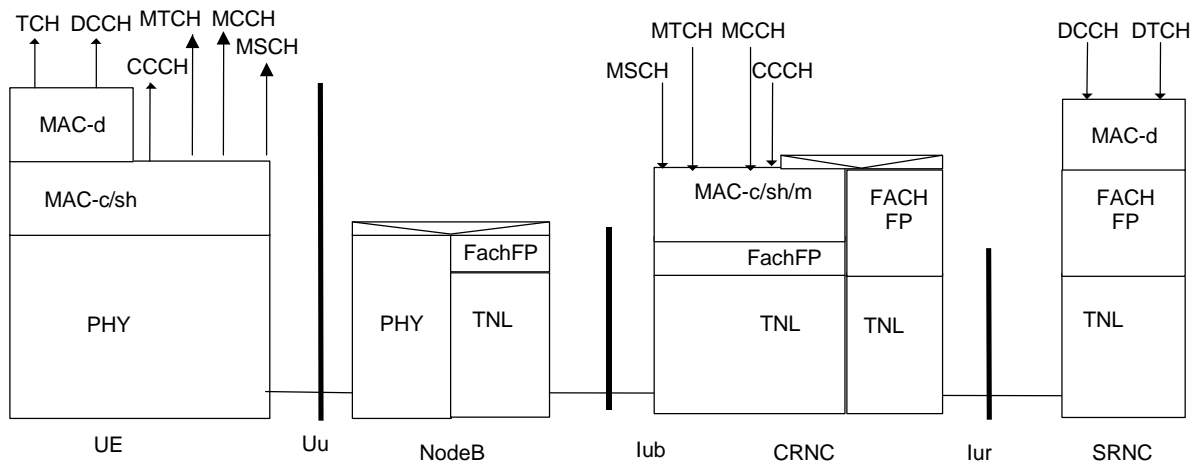 TCH DCCH MTCH MCCH
MSCH
CCCH
MAC-d
MAC-c/sh
PHY
UE
Uu
FachFP
PHY TNL
NodeB
Iub
MTCH MCCH
MSCH CCCH
MAC-c/sh/m
FACH
FP
FachFP
TNL TNL
CRNC
Iur
DCCH DTCH
MAC-d
FACH
FP
TNL
SRNC